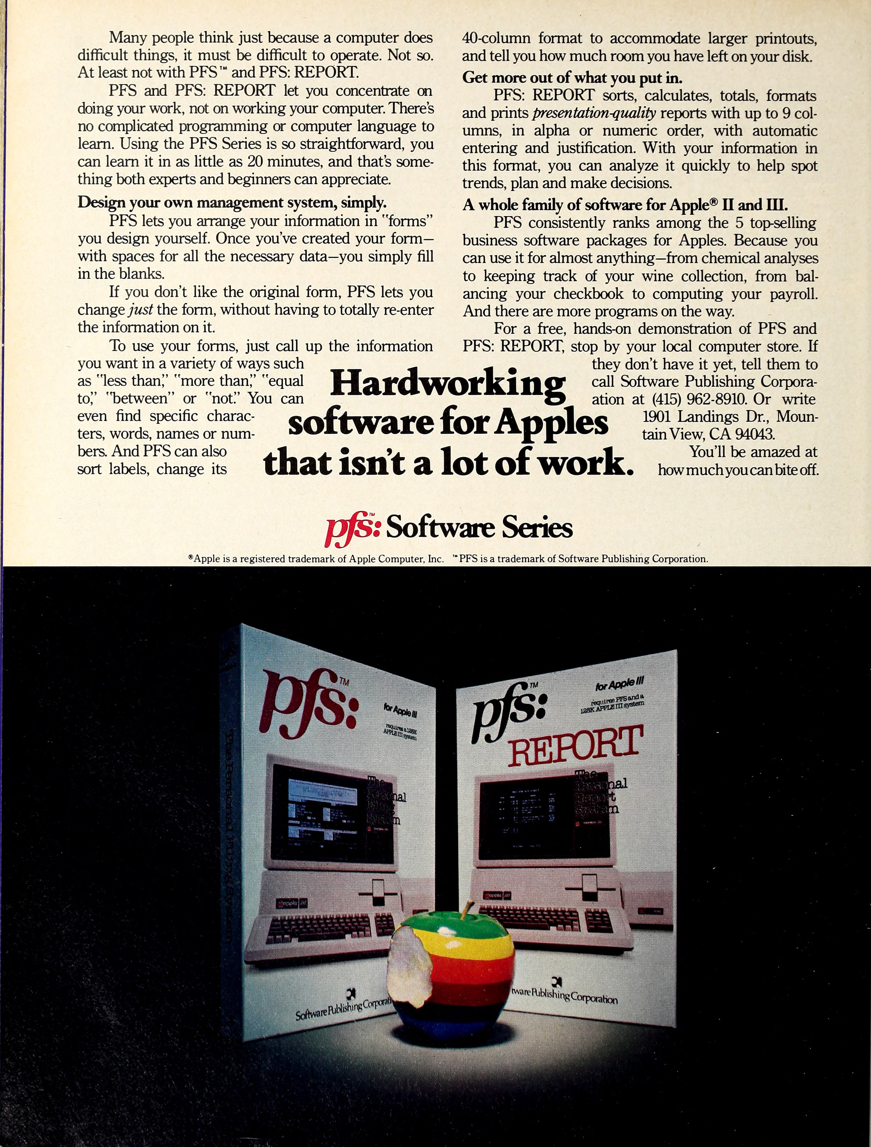 Many people think just because a computer does
difficult things, it must be difficult to operate. Not so.
At least not with PFS™ and PFS: REPORT.
PFS and PFS: REPORT let you concentrate on
doing your work, not on working your computer. There's
no complicated programming or computer language to
learn. Using the PFS Series is so straightforward, you
can learn it in as little as 20 minutes, and that's some-
thing both experts and beginners can appreciate.
Design your own management system, simply.
PFS lets you arrange your information in "forms"
you design yourself. Once you've created your form—
with spaces for all the necessary data—you simply fill
in the blanks.
If you don't like the original form, PFS lets you
change just the form, without having to totally re-enter
the information on it.
To use your forms, just call up the information
you want in a variety of ways such
as "less than," "more than," "equal
to," "between" or "not." You can
even find specific charac-
ters, words, names or num-
bers. And PFS can also
sort labels, change its
40-column format to accommodate larger printouts,
and tell you how much room you have left on your disk.
Get more out of what you put in.
PFS: REPORT sorts, calculates, totals, formats
and prints presentation-quality reports with up to 9 col-
umns, in alpha or numeric order, with automatic
entering and justification. With your information in
this format, you can analyze it quickly to help spot
trends, plan and make decisions.
A whole family of software for Apple® II and III.
PFS consistently ranks among the 5 top-selling
business software packages for Apples. Because you
can use it for almost anything—from chemical analyses
to keeping track of your wine collection, from bal-
ancing your checkbook to computing your payroll.
And there are more programs on the way.
For a free, hands-on demonstration of PFS and
PFS: REPORT, stop by your local computer store. If
they don't have it yet, tell them to
call Software Publishing Corpora-
ation at (415) 962-8910. Or write
1901 Landings Dr., Moun-
tain View, CA 94043.
You'll be amazed at
how much you can bite off.
Hardworking
software for Apples
that isn't a lot of work.
pfs:™ Software Series
®Apple is a registered trademark of Apple Computer, Inc. ™PFS is a trademark of Software Publishing Corporation.
pfs:™
for Apple III
requires a 128K
APPLE III system
The
Software Publishing Corporati
pfs:™
for Apple III
requires PFS and a
128K APPLE III system
REPORT
The
tware Publishing Corporation